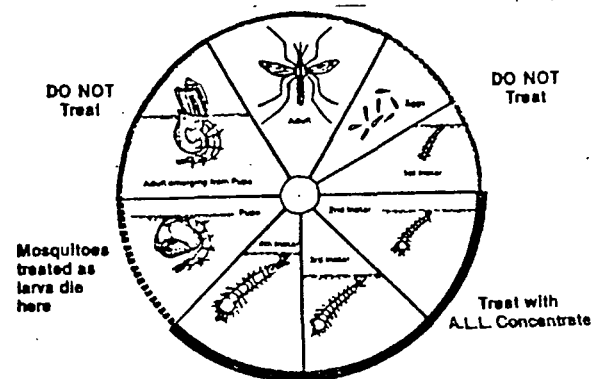 DO NOT
Treat
DO NOT
Treat
Adult
Eggs
1st Instar
Adult emerging from Pupa
Pupa
2nd Instar
4th Instar
3rd Instar
Mosquitoes
treated as
larva die
here
Treat with
A.L.L. Concentrate